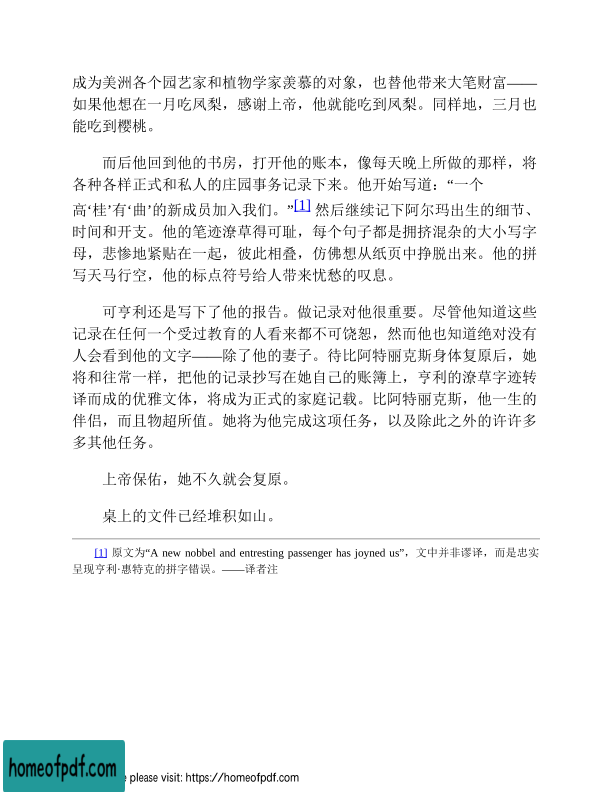 成为美洲各个园艺家和植物学家羡慕的对象，也替他带来大笔财富——
如果他想在一月吃凤梨，感谢上帝，他就能吃到凤梨。同样地，三月也
能吃到樱桃。
而后他回到他的书房，打开他的账本，像每天晚上所做的那样，将
各种各样正式和私人的庄园事务记录下来。他开始写道：“一个
高‘桂’有‘曲’的新成员加入我们。”[1] 然后继续记下阿尔玛出生的细节、
时间和开支。他的笔迹潦草得可耻，每个句子都是拥挤混杂的大小写字
母，悲惨地紧贴在一起，彼此相叠，仿佛想从纸页中挣脱出来。他的拼
写天马行空，他的标点符号给人带来忧愁的叹息。
可亨利还是写下了他的报告。做记录对他很重要。尽管他知道这些
记录在任何一个受过教育的人看来都不可饶恕，然而他也知道绝对没有
人会看到他的文字——除了他的妻子。待比阿特丽克斯身体复原后，她
将和往常一样，把他的记录抄写在她自己的账簿上，亨利的潦草字迹转
译而成的优雅文体，将成为正式的家庭记载。比阿特丽克斯，他一生的
伴侣，而且物超所值。她将为他完成这项任务，以及除此之外的许许多
多其他任务。
上帝保佑，她不久就会复原。
桌上的文件已经堆积如山。
[1] 原文为“A new nobbel and entresting passenger has joyned us”，文中并非谬译，而是忠实
呈现亨利·惠特克的拼字错误。——译者注
homeofpdf.com
e please visit: https://homeofpdf.com